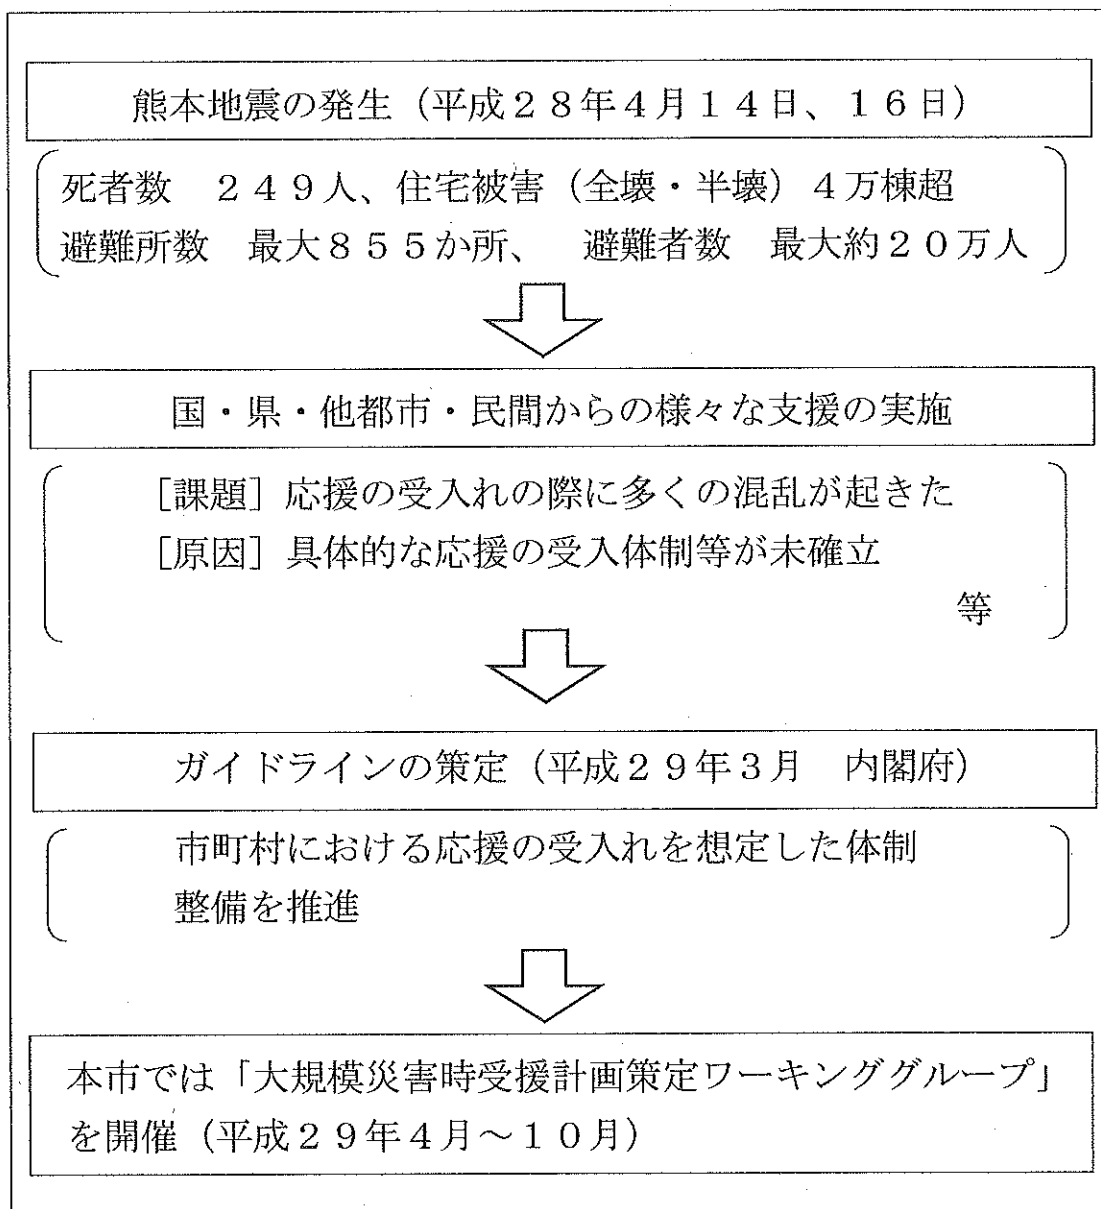 熊本地震の発生（平成２８年４月１４日、１６日）
死者数　２４９人、住宅被害（全壊・半壊）４万棟超
避難所数　最大８５５か所、　避難者数　最大約２０万人
国・県・他都市・民間からの様々な支援の実施
［課題］応援の受入れの際に多くの混乱が起きた
［原因］具体的な応援の受入体制等が未確立
等
ガイドラインの策定（平成２９年３月　内閣府）
市町村における応援の受入れを想定した体制
整備を推進
本市では「大規模災害時受援計画策定ワーキンググループ」
を開催（平成２９年４月～１０月）